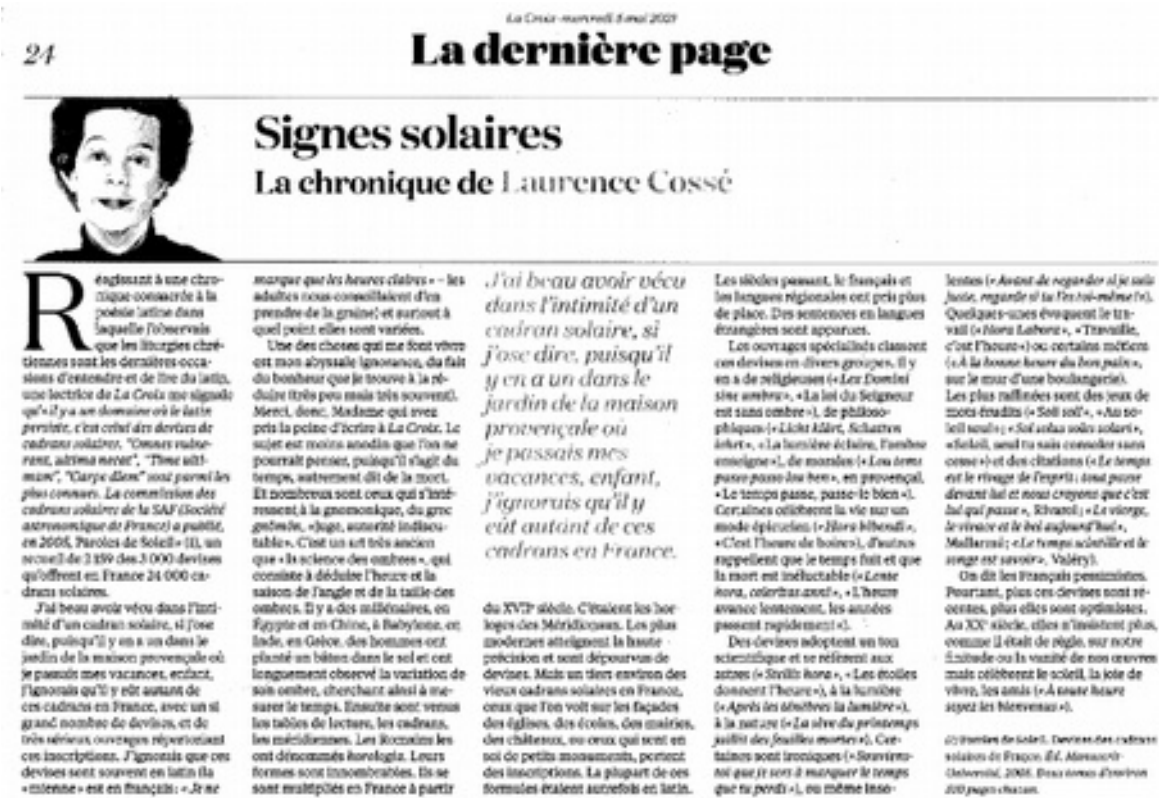 La Croix - mercredi 6 mai
24
La dernière page
Signes solaires
La chronique de Laurence Cossé
Réagissant à une chro-
nique consacrée à la
poésie latine dans
laquelle j'observais
que les liturgies chré-
tiennes sont les dernières occa-
sions d'entendre et de lire du latin,
une lectrice de La Croix me signale
qu'« il y a un domaine où le latin
persiste, c'est celui des devises de
cadrans solaires. "Omnes vulne-
rant, ultima necat", "Time ulti-
mam", "Carpe diem" sont parmi les
plus connues. La commission des
cadrans solaires de la SAF (Société
astronomique de France) a publié,
en 2008, Paroles de Soleil » (1), un
recueil de 2 159 des 3 000 devises
qu'offrent en France 24 000 ca-
drans solaires.
J'ai beau avoir vécu dans l'inti-
mité d'un cadran solaire, si j'ose
dire, puisqu'il y en a un dans le
jardin de la maison provençale où
je passais mes vacances, enfant,
j'ignorais qu'il y eût autant de
ces cadrans en France, avec un si
grand nombre de devises, et de
très sérieux ouvrages répertoriant
ces inscriptions. J'ignorais que ces
devises sont souvent en latin (la
« mienne » est en français : « Je ne
marque que les heures claires » – les
adultes nous conseillaient d'en
prendre de la graine) et surtout à
quel point elles sont variées.
Une des choses qui me font vivre
est mon abyssale ignorance, du fait
du bonheur que je trouve à la ré-
duire (très peu mais très souvent).
Merci, donc, Madame qui avez
pris la peine d'écrire à La Croix. Le
sujet est moins anodin que l'on ne
pourrait penser, puisqu'il s'agit du
temps, autrement dit de la mort.
Et nombreux sont ceux qui s'inté-
ressent à la gnomonique, du grec
gnômôn, « juge, autorité indiscu-
table ». C'est un art très ancien
que « la science des ombres », qui
consiste à déduire l'heure et la
saison de l'angle et de la taille des
ombres. Il y a des millénaires, en
Égypte et en Chine, à Babylone, en
Inde, en Grèce, des hommes ont
planté un bâton dans le sol et ont
longuement observé la variation de
son ombre, cherchant ainsi à me-
surer le temps. Ensuite sont venus
les tables de lecture, les cadrans,
les méridiennes. Les Romains les
ont dénommés horologia. Leurs
formes sont innombrables. Ils se
sont multipliés en France à partir
J'ai beau avoir vécu
dans l'intimité d'un
cadran solaire, si
j'ose dire, puisqu'il
y en a un dans le
jardin de la maison
provençale où
je passais mes
vacances, enfant,
j'ignorais qu'il y
eût autant de ces
cadrans en France.
du XVIIe siècle. C'étaient les hor-
loges des Méridionaux. Les plus
modernes atteignent la haute
précision et sont dépourvus de
devises. Mais un tiers environ des
vieux cadrans solaires en France,
ceux que l'on voit sur les façades
des églises, des écoles, des mairies,
des châteaux, ou ceux qui sont en
soi de petits monuments, portent
des inscriptions. La plupart de ces
formules étaient autrefois en latin.
Les siècles passant, le français et
les langues régionales ont pris plus
de place. Des sentences en langues
étrangères sont apparues.
Les ouvrages spécialisés classent
ces devises en divers groupes. Il y
en a de religieuses (« Lex Domini
sine umbra », « La loi du Seigneur
est sans ombre »), de philoso-
phiques (« Licht klärt, Schatten
lehrt », « La lumière éclaire, l'ombre
enseigne »), de morales (« Lou tems
passo passo lou ben », en provençal,
« Le temps passe, passe-le bien »).
Certaines célèbrent la vie sur un
mode épicurien (« Hora bibendi »,
« C'est l'heure de boire »), d'autres
rappellent que le temps fuit et que
la mort est inéluctable (« Lente
hora, celeriter anni », « L'heure
avance lentement, les années
passent rapidement »).
Des devises adoptent un ton
scientifique et se réfèrent aux
astres (« hora », « Les étoiles
donnent l'heure »), à la lumière
(« Après les ténèbres la lumière »),
à la nature (« La sève du printemps
jaillit des feuilles mortes »). Cer-
taines sont ironiques (« Souviens-
toi que je sers à marquer le temps
que tu perds »), ou même inso-
lentes (« Avant de regarder si je suis
juste, regarde si tu l'es toi-même ! »).
Quelques-unes évoquent le tra-
vail (« Hora Labora », « Travaille,
c'est l'heure ») ou certains métiers
(« À la bonne heure du bon pain »,
sur le mur d'une boulangerie).
Les plus raffinées sont des jeux de
mots érudits (« Soli soli », « Au so-
leil seul » ; « Sol solus solis solari »,
« Soleil, seul tu sais consoler sans
cesse ») et des citations (« Le temps
est le rivage de l'esprit ; tout passe
devant lui et nous croyons que c'est
lui qui passe », Rivarol ; « Le vierge,
le vivace et le bel aujourd'hui »,
Mallarmé ; « Le temps scintille et le
songe est savoir », Valéry).
On dit les Français pessimistes.
Pourtant, plus ces devises sont ré-
centes, plus elles sont optimistes.
Au XXe siècle, elles n'insistent plus,
comme il était de règle, sur notre
finitude ou la vanité de nos œuvres
mais célèbrent le soleil, la joie de
vivre, les amis (« À toute heure
soyez les bienvenus »).
(1) Paroles de Soleil. Devises des cadrans
solaires de France, Éd. Manuscrit-
Université, 2008. Deux tomes d'environ
pages chacun.